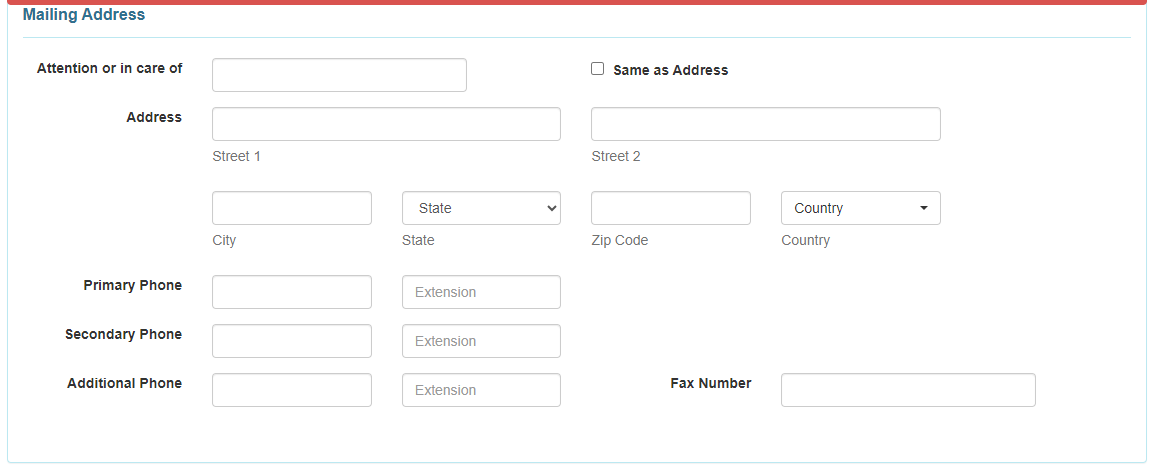 Mailing Address
Attention or in care of
Same as Address
Address
Street 1
Street 2
State
Country
City
State
Zip Code
Country
Primary Phone
Extension
Secondary Phone
Extension
Additional Phone
Extension
Fax Number